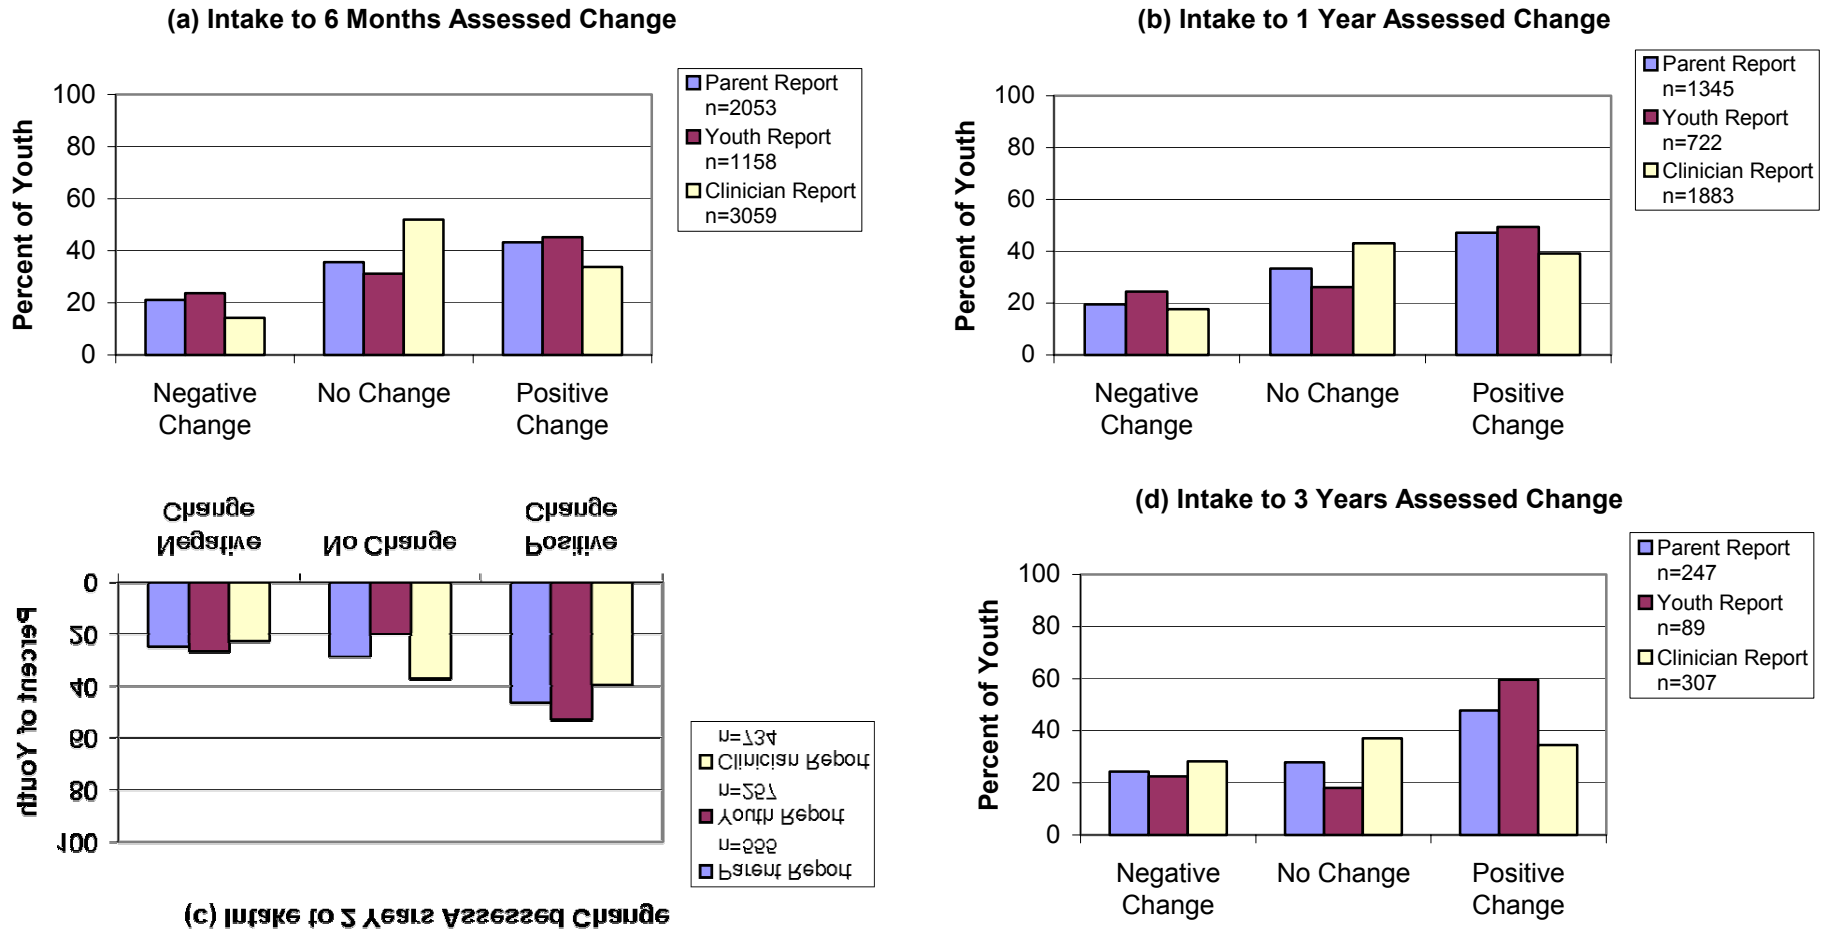 (a) Intake to 6 Months Assessed Change
Percent of Youth
100
80
60
40
20
0
Negative Change
No Change
Positive Change
Parent Report
n=2053
Youth Report
n=1158
Clinician Report
n=3059
(b) Intake to 1 Year Assessed Change
Percent of Youth
100
80
60
40
20
0
Negative Change
No Change
Positive Change
Parent Report
n=1345
Youth Report
n=722
Clinician Report
n=1883
(c) Intake to 2 Years Assessed Change
Percent of Youth
100
80
60
40
20
0
Negative Change
No Change
Positive Change
Parent Report
n=555
Youth Report
n=257
Clinician Report
n=734
(d) Intake to 3 Years Assessed Change
Percent of Youth
100
80
60
40
20
0
Negative Change
No Change
Positive Change
Parent Report
n=247
Youth Report
n=89
Clinician Report
n=307